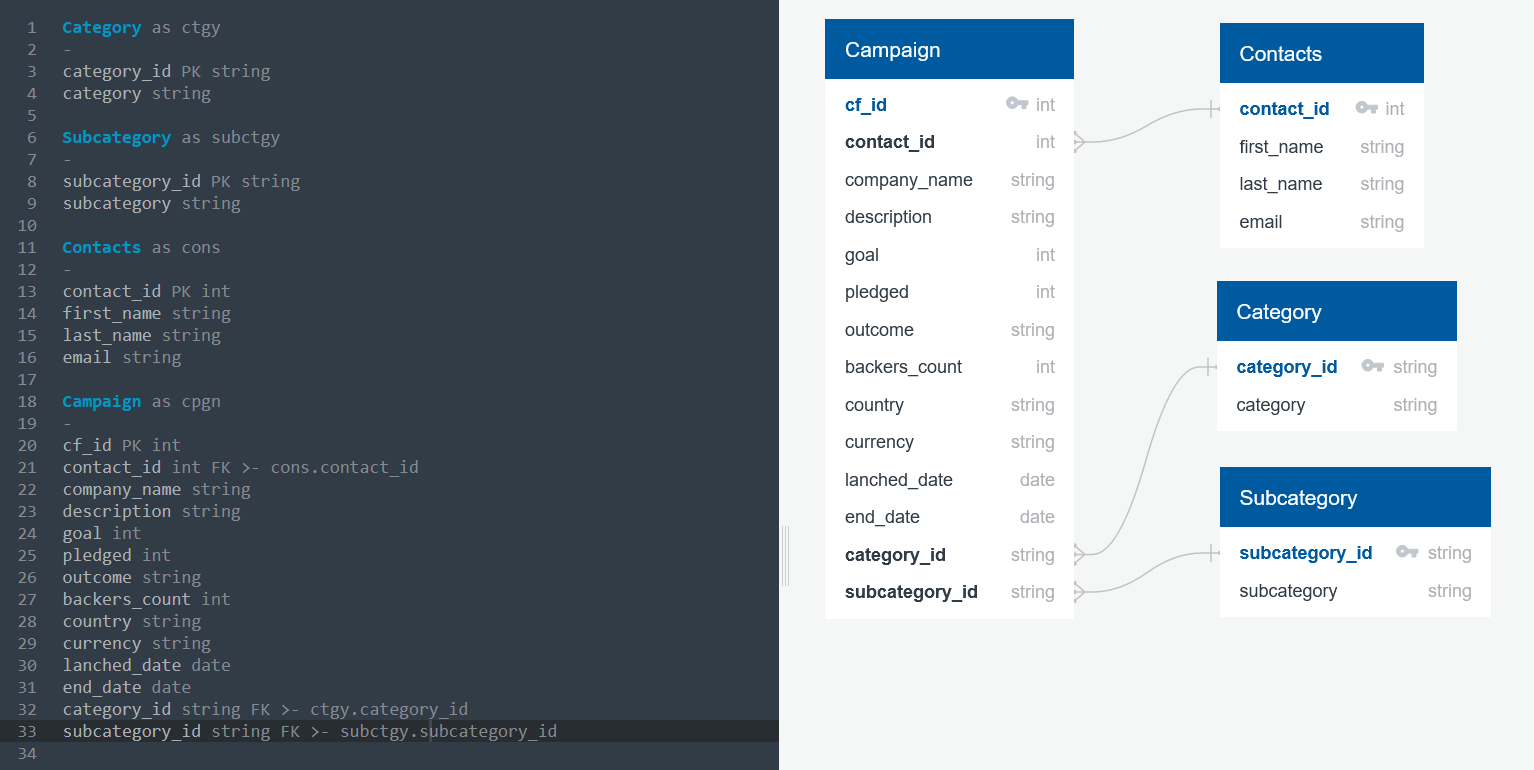 1 Category as ctgy
2 -
3 category_id PK string
4 category string
5
6 Subcategory as subctgy
7 -
8 subcategory_id PK string
9 subcategory string
10
11 Contacts as cons
12 -
13 contact_id PK int
14 first_name string
15 last_name string
16 email string
17
18 Campaign as cpgn
19 -
20 cf_id PK int
21 contact_id int FK >- cons.contact_id
22 company_name string
23 description string
24 goal int
25 pledged int
26 outcome string
27 backers_count int
28 country string
29 currency string
30 lanched_date date
31 end_date date
32 category_id string FK >- ctgy.category_id
33 subcategory_id string FK >- subctgy.subcategory_id
34
Campaign
cf_id int
contact_id int
company_name string
description string
goal int
pledged int
outcome string
backers_count int
country string
currency string
lanched_date date
end_date date
category_id string
subcategory_id string
Contacts
contact_id int
first_name string
last_name string
email string
Category
category_id string
category string
Subcategory
subcategory_id string
subcategory string